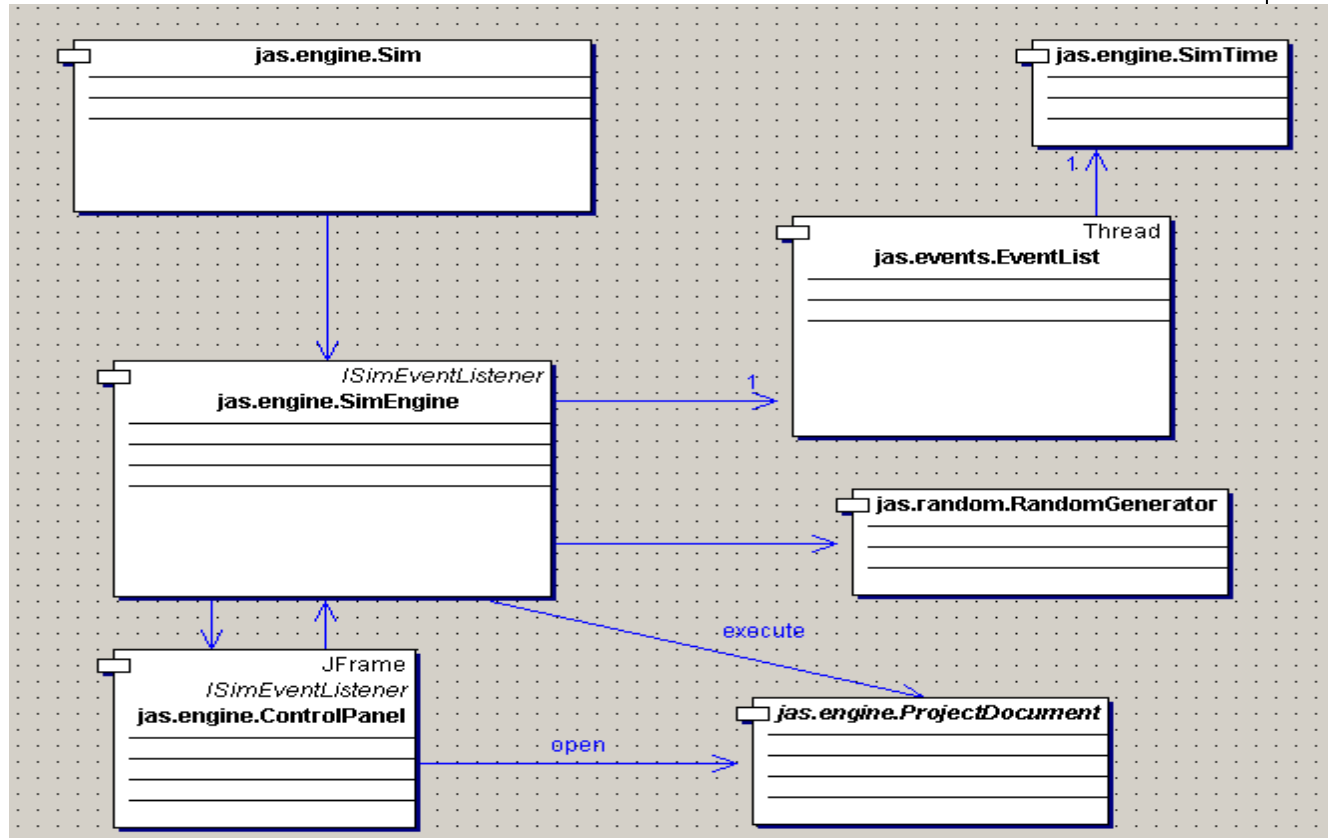 jas.engine.Sim
jas.engine.SimTime
1
Thread
jas.events.EventList
ISimEventListener
jas.engine.SimEngine
1
jas.random.RandomGenerator
execute
JFrame
ISimEventListener
jas.engine.ControlPanel
open
jas.engine.ProjectDocument